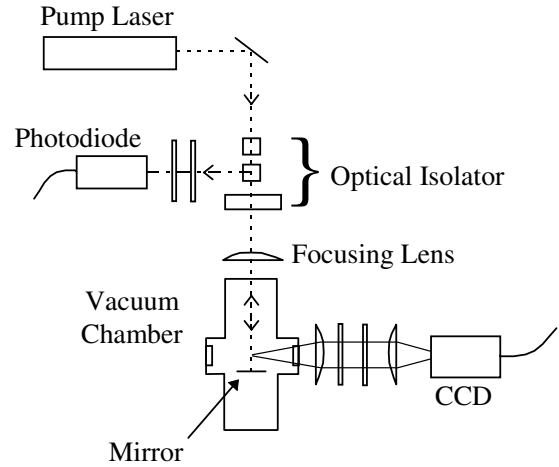 Pump Laser
Photodiode
Optical Isolator
Focusing Lens
Vacuum
Chamber
CCD
Mirror